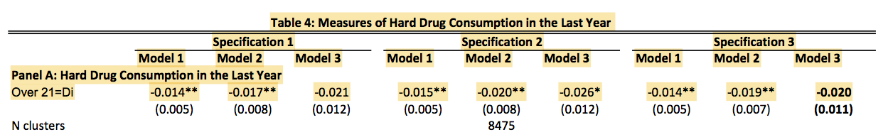 Table 4: Measures of Hard Drug Consumption in the Last Year
Specification 1 Specification 2 Specification 3
Model 1 Model 2 Model 3 Model 1 Model 2 Model 3 Model 1 Model 2 Model 3
Panel A: Hard Drug Consumption in the Last Year
Over 21=Di -0.014** -0.017** -0.021 -0.015** -0.020** -0.026* -0.014** -0.019** -0.020
(0.005) (0.008) (0.012) (0.005) (0.008) (0.012) (0.005) (0.007) (0.011)
N clusters 8475